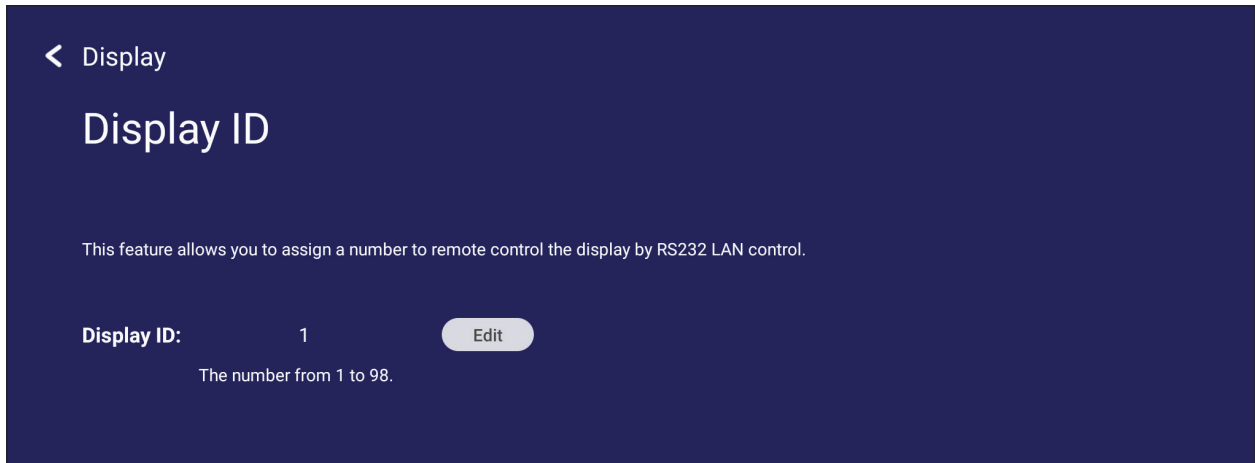 Display
Display ID
This feature allows you to assign a number to remote control the display by RS232 LAN control.
Display ID: 1 Edit
The number from 1 to 98.